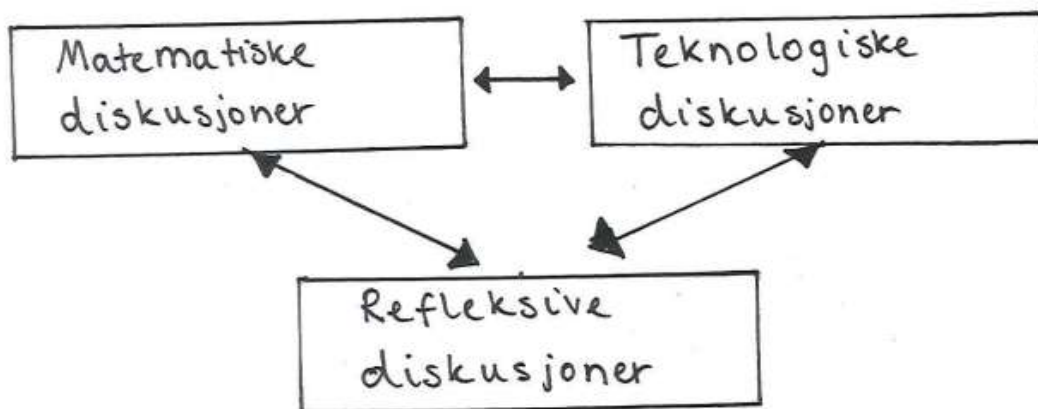 Matematiske
diskusjoner
Teknologiske
diskusjoner
Refleksive
diskusjoner